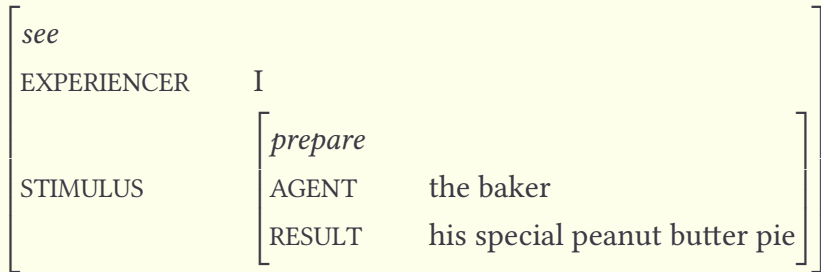 see
EXPERIENCER I
prepare
STIMULUS AGENT the baker
RESULT his special peanut butter pie